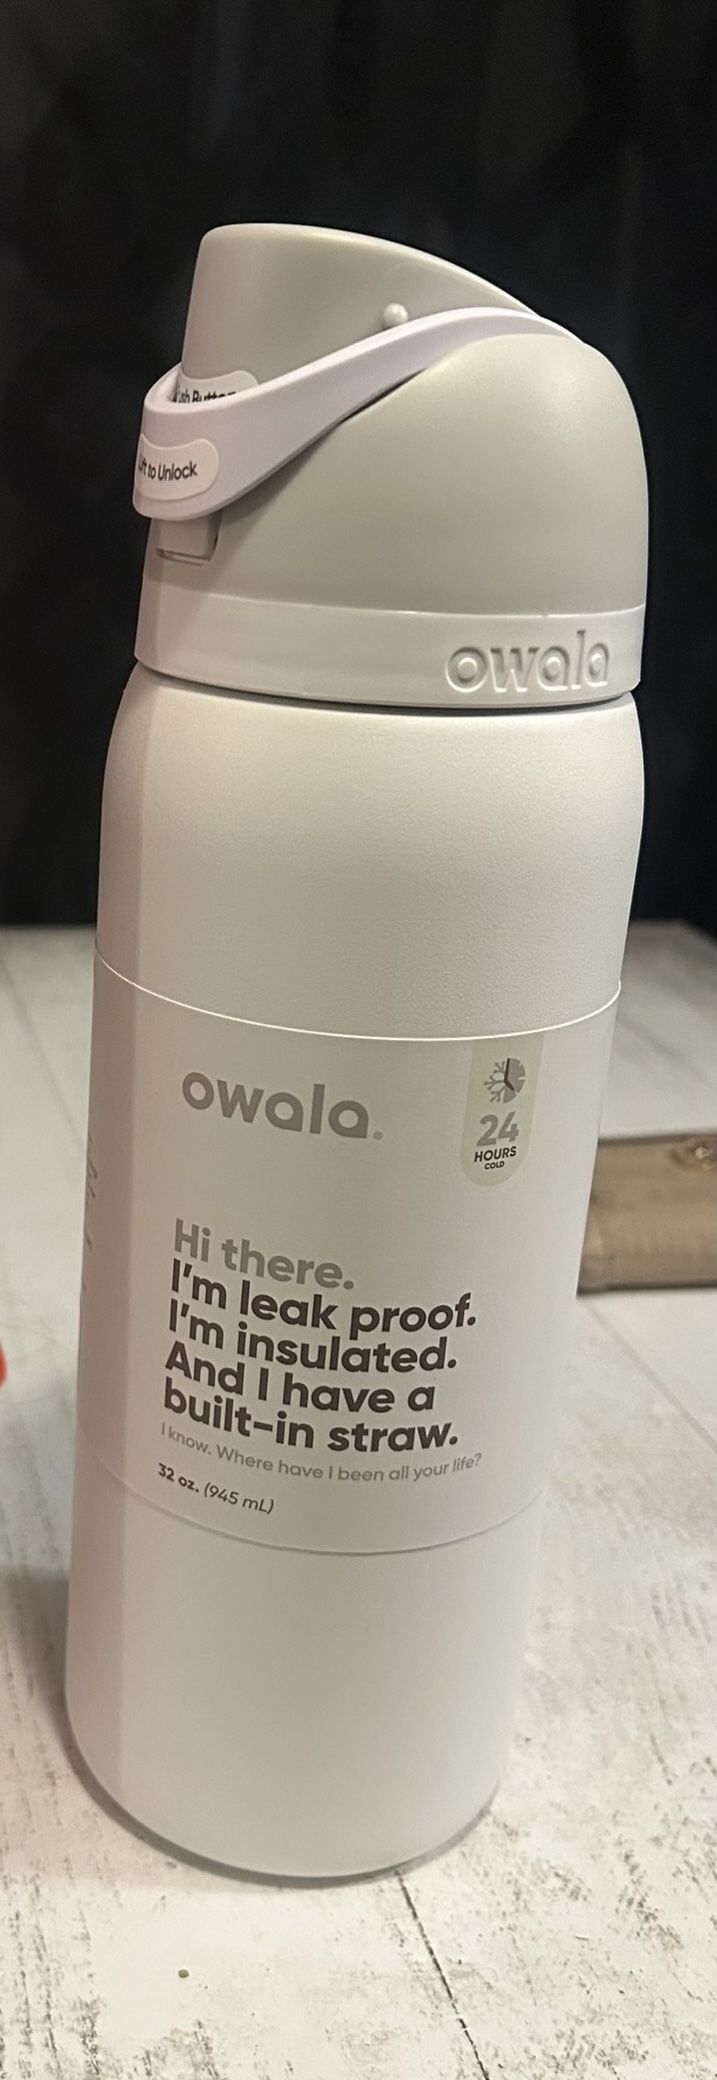 Button
to Unlock
owala
owala.
24
HOURS
COLD
Hi there.
I'm leak proof.
I'm insulated.
And I have a
built-in straw.
I know. Where have I been all your life?
32 oz. (945 mL)